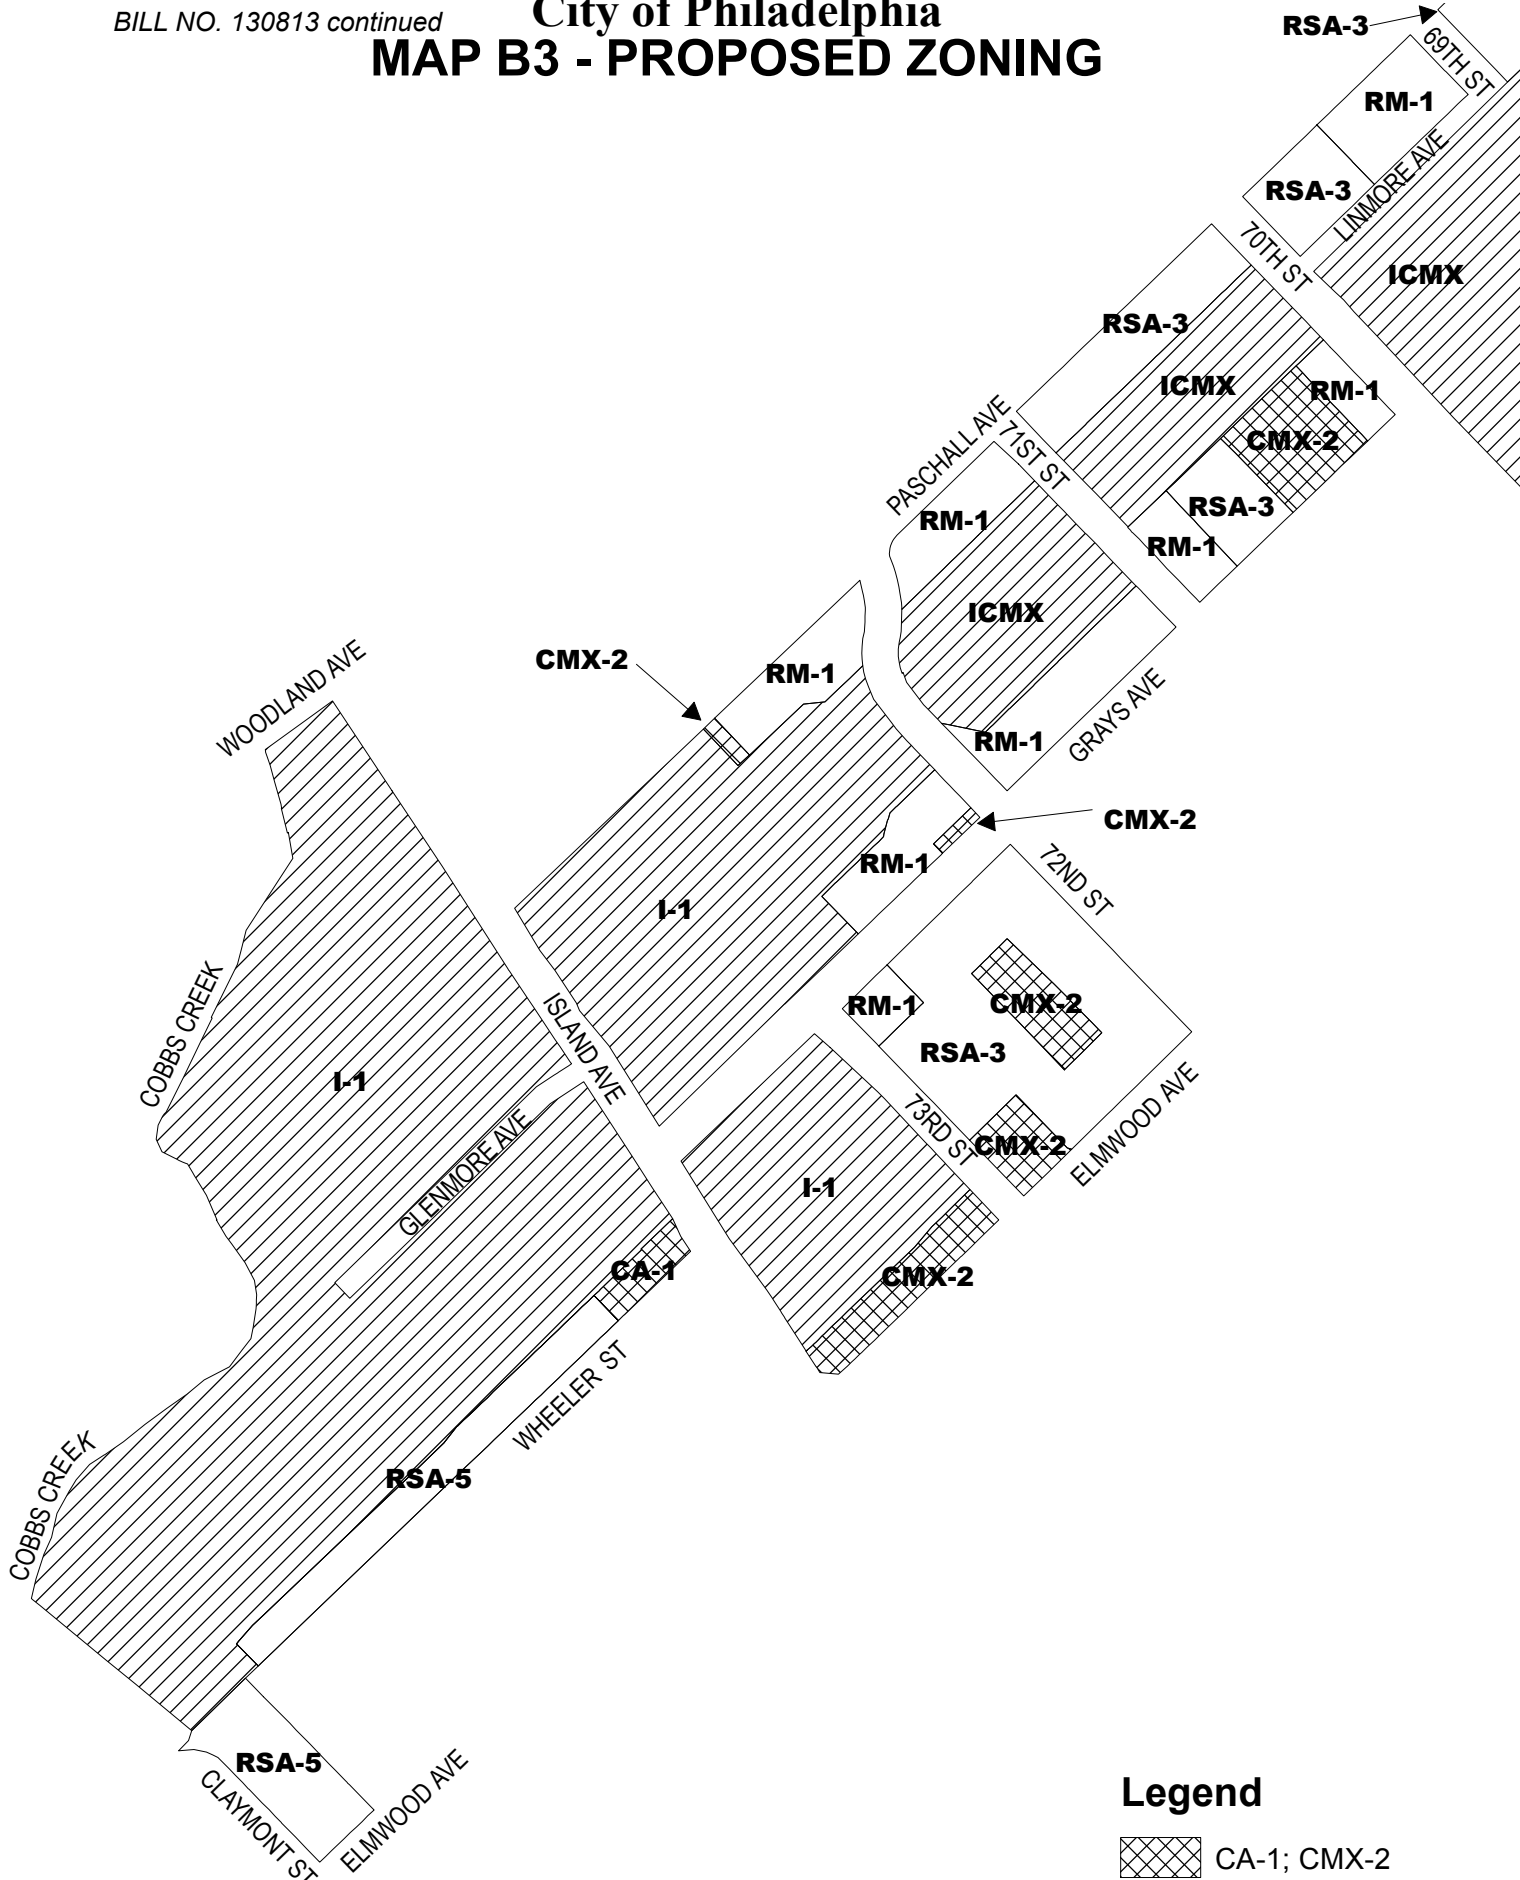 BILL NO. 130813 continued
City of Philadelphia
MAP B3 - PROPOSED ZONING
RSA-3
69TH ST
RM-1
LINMORE AVE
RSA-3
70TH ST
ICMX
RSA-3
ICMX
RM-1
PASCHALL AVE
71ST ST
CMX-2
RSA-3
RM-1
RM-1
ICMX
CMX-2
RM-1
WOODLAND AVE
RM-1
GRAYS AVE
CMX-2
RM-1
72ND ST
I-1
COBBS CREEK
ISLAND AVE
RM-1
CMX-2
RSA-3
I-1
73RD ST
CMX-2
ELMWOOD AVE
GLENMORE AVE
I-1
CA-1
CMX-2
WHEELER ST
COBBS CREEK
RSA-5
RSA-5
CLAYMONT ST
ELMWOOD AVE
Legend
CA-1; CMX-2